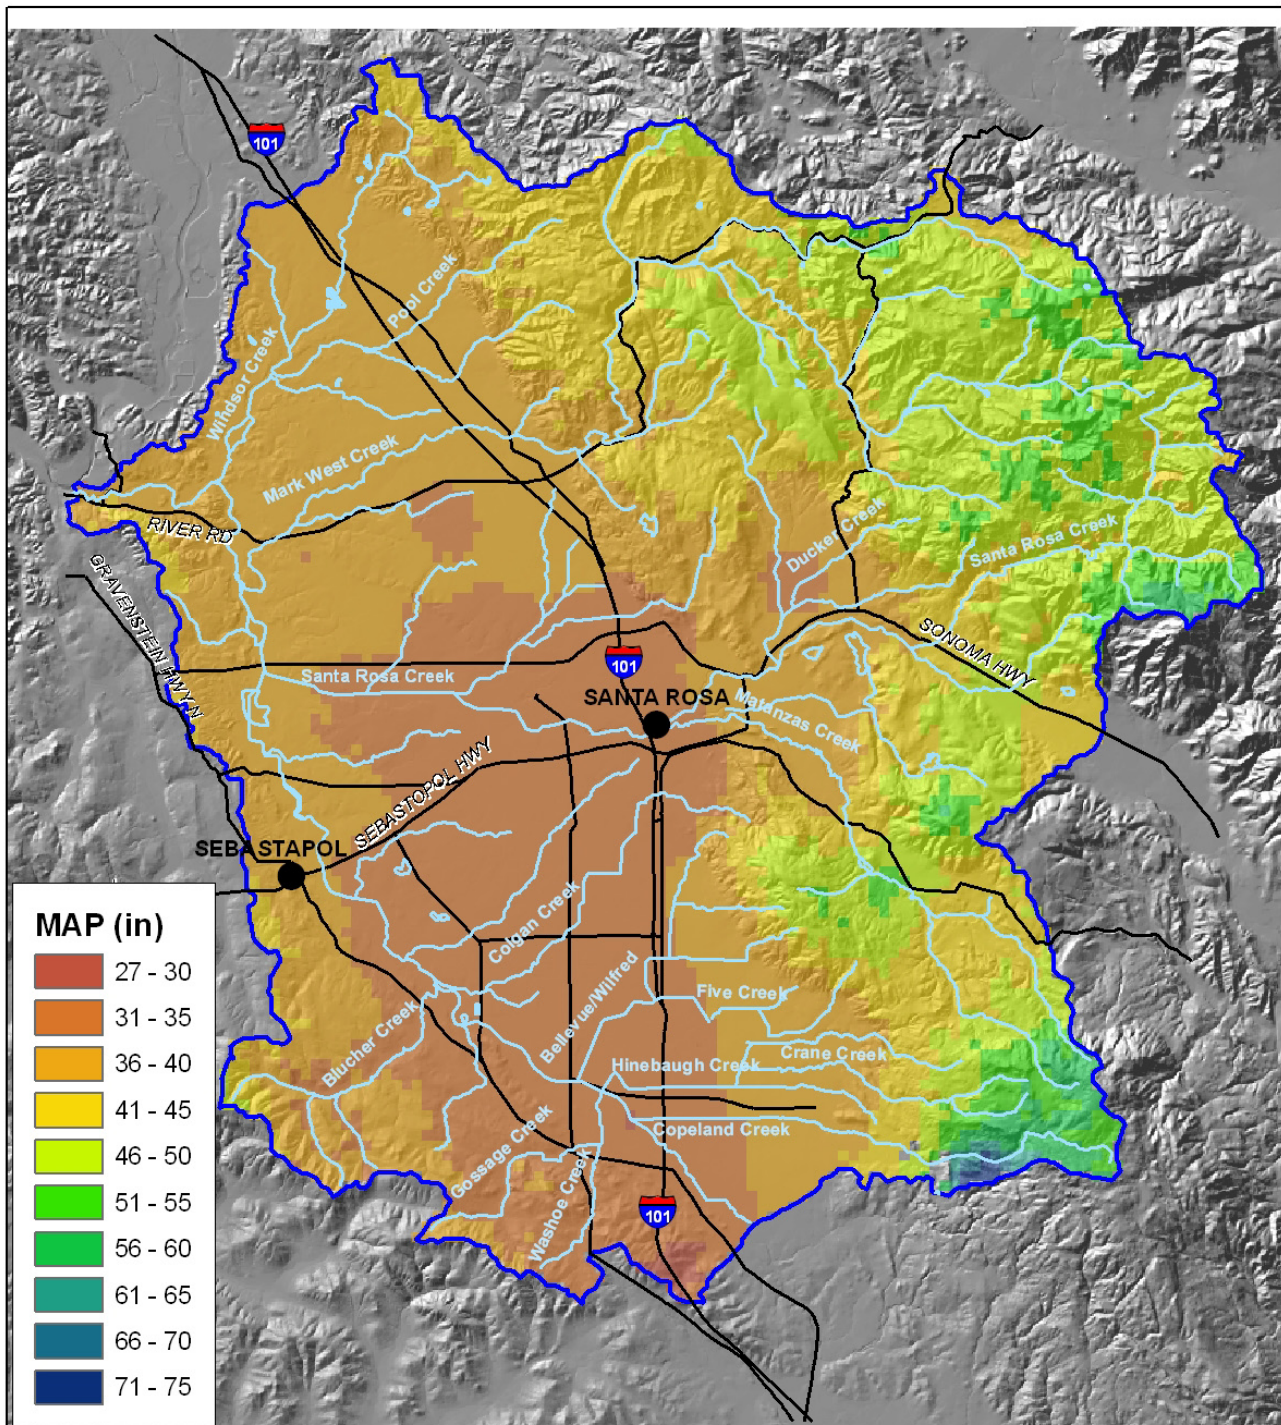 101
Pool Creek
Windsor Creek
Mark West Creek
RIVER RD
GRAVENSTEIN HWY N
Ducker Creek
Santa Rosa Creek
SONOMA HWY
101
Santa Rosa Creek
SANTA ROSA
Matanzas Creek
SEBASTOPOL HWY
SEBASTAPOL
Colgan Creek
Bellevue/Wilfred
Five Creek
Blucher Creek
Hinebaugh Creek
Crane Creek
Copeland Creek
Gossage Creek
Washoe Creek
101
MAP (in)
27 - 30
31 - 35
36 - 40
41 - 45
46 - 50
51 - 55
56 - 60
61 - 65
66 - 70
71 - 75